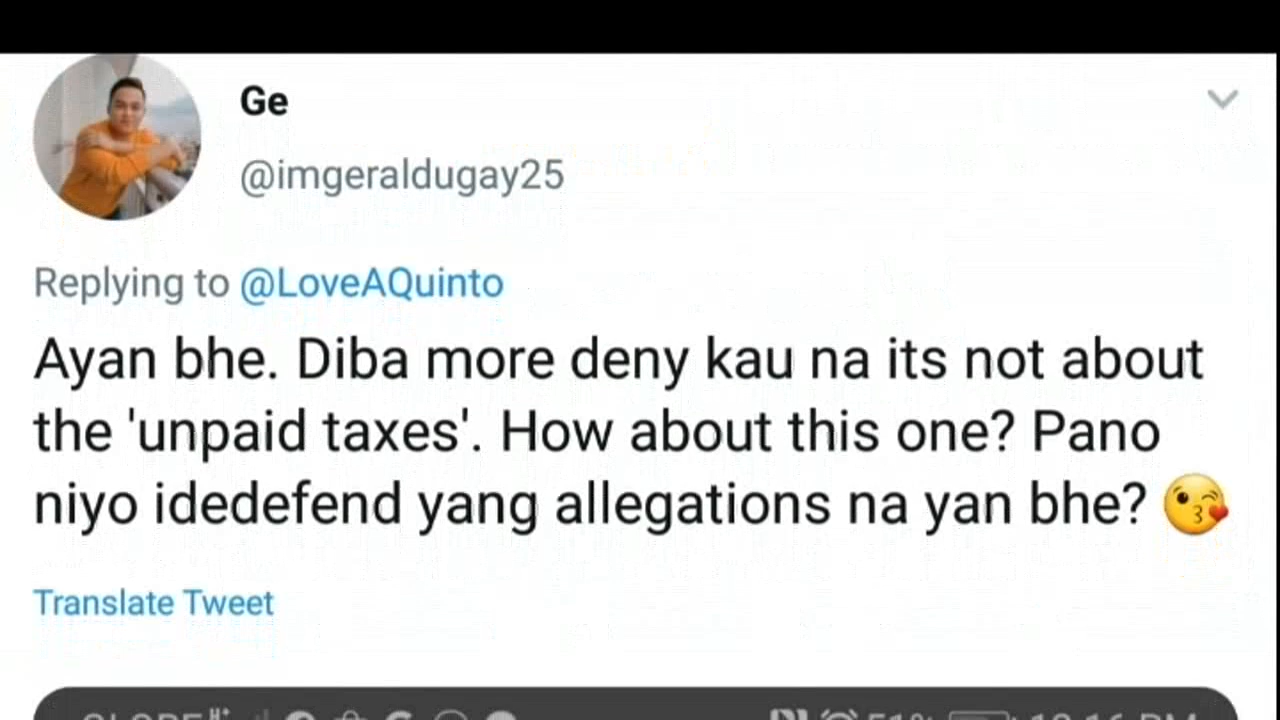 Ge
@imgeraldugay25
Replying to @LoveAQuinto
Ayan bhe. Diba more deny kau na its not about
the 'unpaid taxes'. How about this one? Pano
niyo idedefend yang allegations na yan bhe? 😘
Translate Tweet